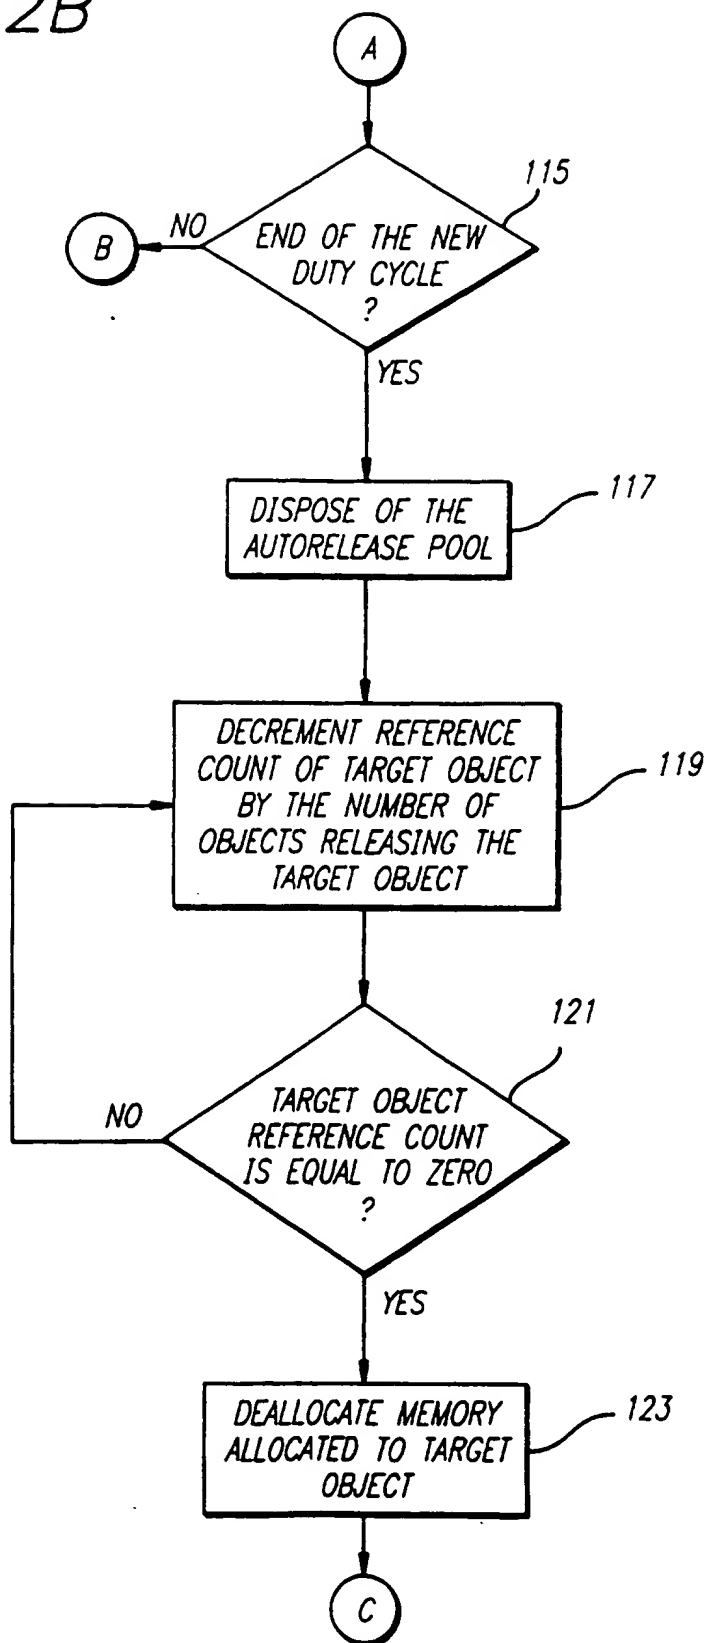 2B
A
115
END OF THE NEW
DUTY CYCLE
?
NO
B
YES
117
DISPOSE OF THE
AUTORELEASE POOL
DECREMENT REFERENCE
COUNT OF TARGET OBJECT
BY THE NUMBER OF
OBJECTS RELEASING THE
TARGET OBJECT
119
121
TARGET OBJECT
REFERENCE COUNT
IS EQUAL TO ZERO
?
NO
YES
DEALLOCATE MEMORY
ALLOCATED TO TARGET
OBJECT
123
C